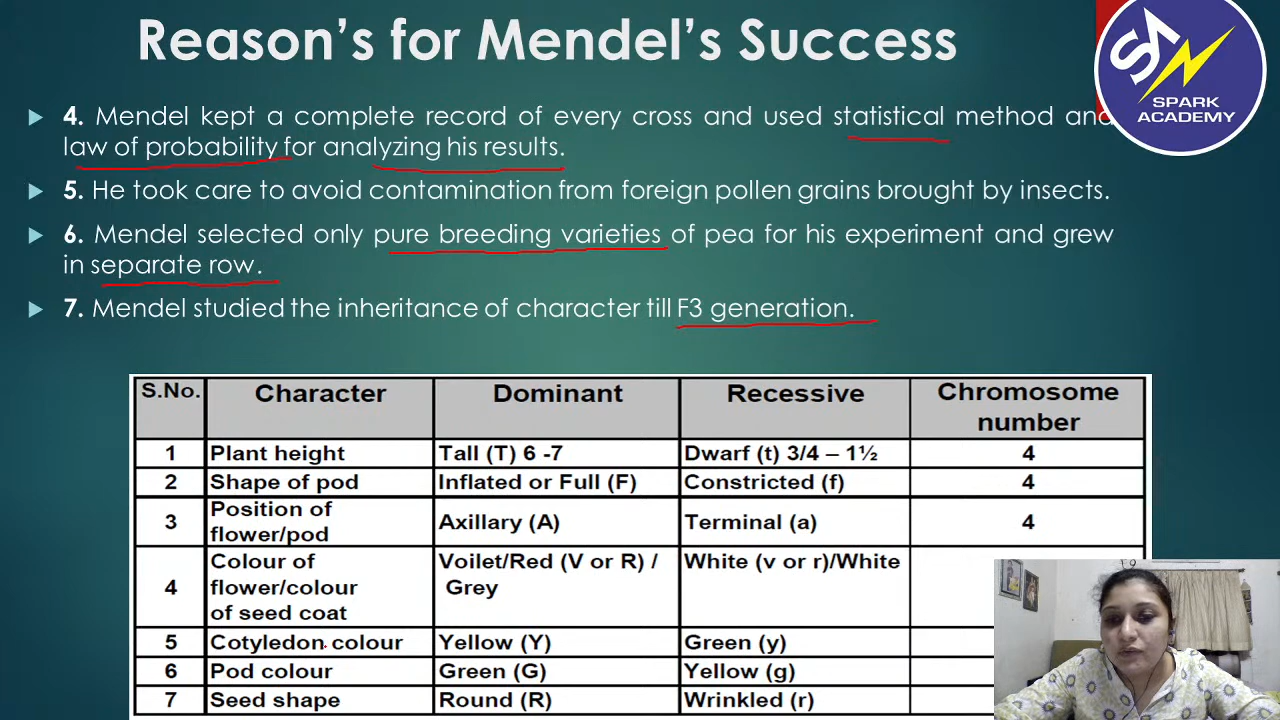 Reason’s for Mendel’s Success
SPARK
ACADEMY
4. Mendel kept a complete record of every cross and used statistical method and
law of probability for analyzing his results.
5. He took care to avoid contamination from foreign pollen grains brought by insects.
6. Mendel selected only pure breeding varieties of pea for his experiment and grew
in separate row.
7. Mendel studied the inheritance of character till F3 generation.
S.No. Character Dominant Recessive Chromosome number
1 Plant height Tall (T) 6 -7 Dwarf (t) 3/4 – 1½ 4
2 Shape of pod Inflated or Full (F) Constricted (f) 4
3 Position of flower/pod Axillary (A) Terminal (a) 4
4 Colour of flower/colour of seed coat Voilet/Red (V or R) / Grey White (v or r)/White
5 Cotyledon colour Yellow (Y) Green (y)
6 Pod colour Green (G) Yellow (g)
7 Seed shape Round (R) Wrinkled (r)